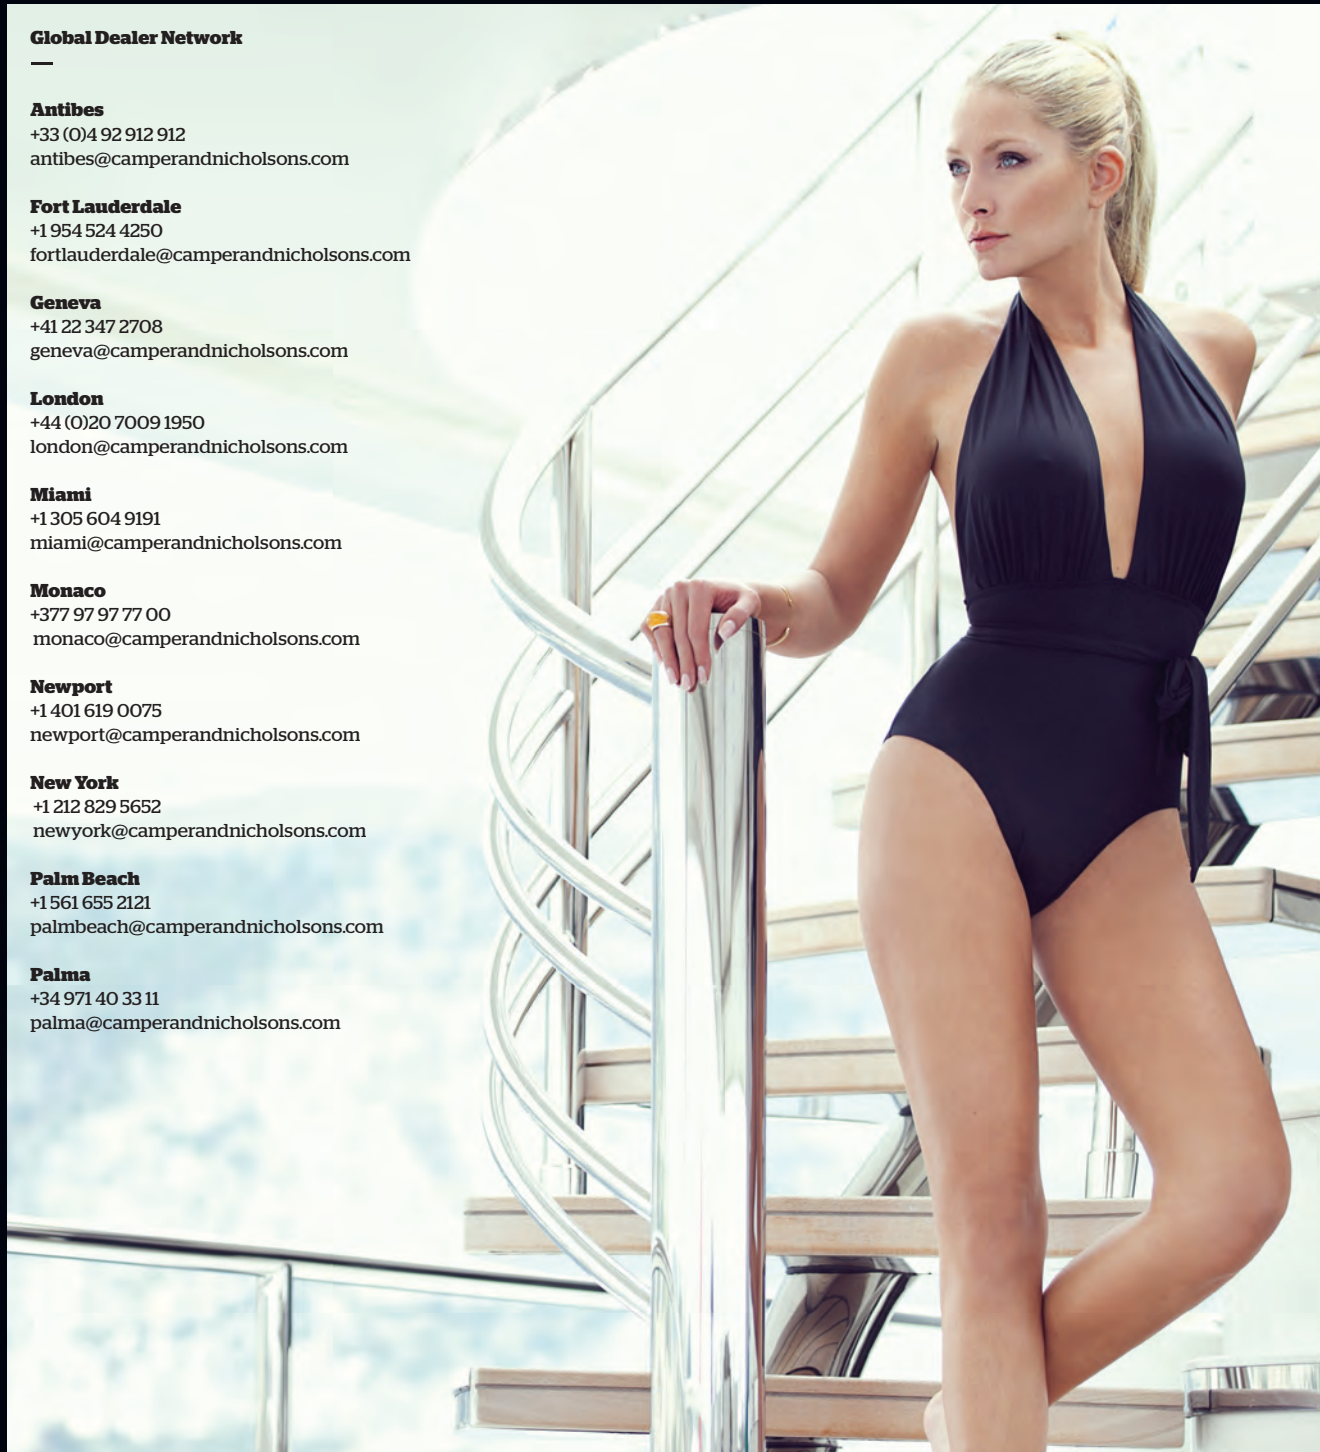 Global Dealer Network
Antibes
+33 (0)4 92 912 912
antibes@camperandnicholsons.com
Fort Lauderdale
+1 954 524 4250
fortlauderdale@camperandnicholsons.com
Geneva
+41 22 347 2708
geneva@camperandnicholsons.com
London
+44 (0)20 7009 1950
london@camperandnicholsons.com
Miami
+1 305 604 9191
miami@camperandnicholsons.com
Monaco
+377 97 97 77 00
monaco@camperandnicholsons.com
Newport
+1 401 619 0075
newport@camperandnicholsons.com
New York
+1 212 829 5652
newyork@camperandnicholsons.com
Palm Beach
+1 561 655 2121
palmbeach@camperandnicholsons.com
Palma
+34 971 40 33 11
palma@camperandnicholsons.com